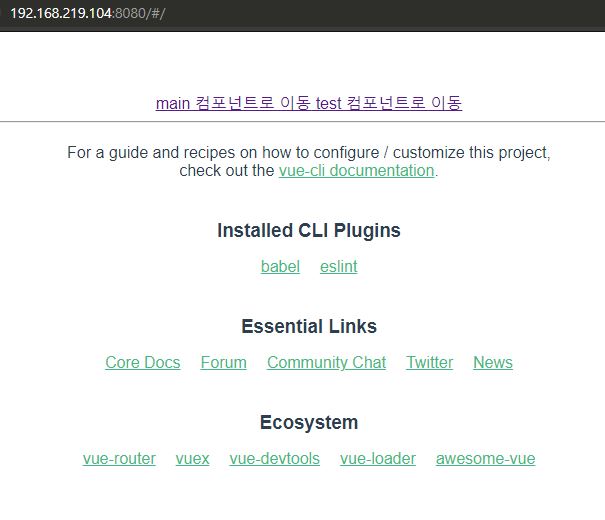 192.168.219.104:8080/#/
main 컴포넌트로 이동 test 컴포넌트로 이동
For a guide and recipes on how to configure / customize this project,
check out the vue-cli documentation.
Installed CLI Plugins
babel eslint
Essential Links
Core Docs Forum Community Chat Twitter News
Ecosystem
vue-router vuex vue-devtools vue-loader awesome-vue